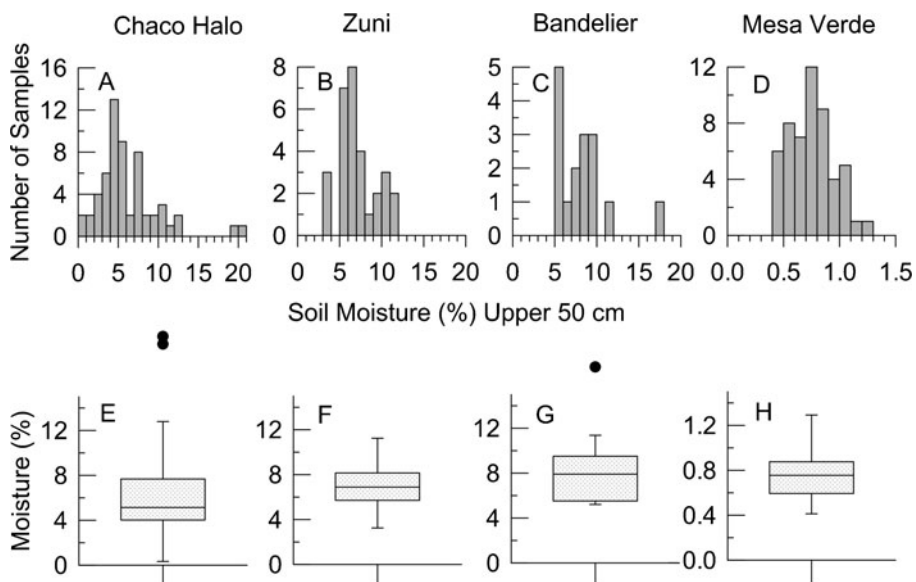 Chaco Halo Zuni Bandelier Mesa Verde
Number of Samples
16 12 8 4 0
A
0 5 10 15 20
8 6 4 2 0
B
0 5 10 15 20
5 4 3 2 1 0
C
0 5 10 15 20
12 8 4 0
D
0.0 0.5 1.0 1.5
Soil Moisture (%) Upper 50 cm
Moisture (%)
E
12 8 4 0
F
12 8 4 0
G
12 8 4 0
H
1.2 0.8 0.4 0.0